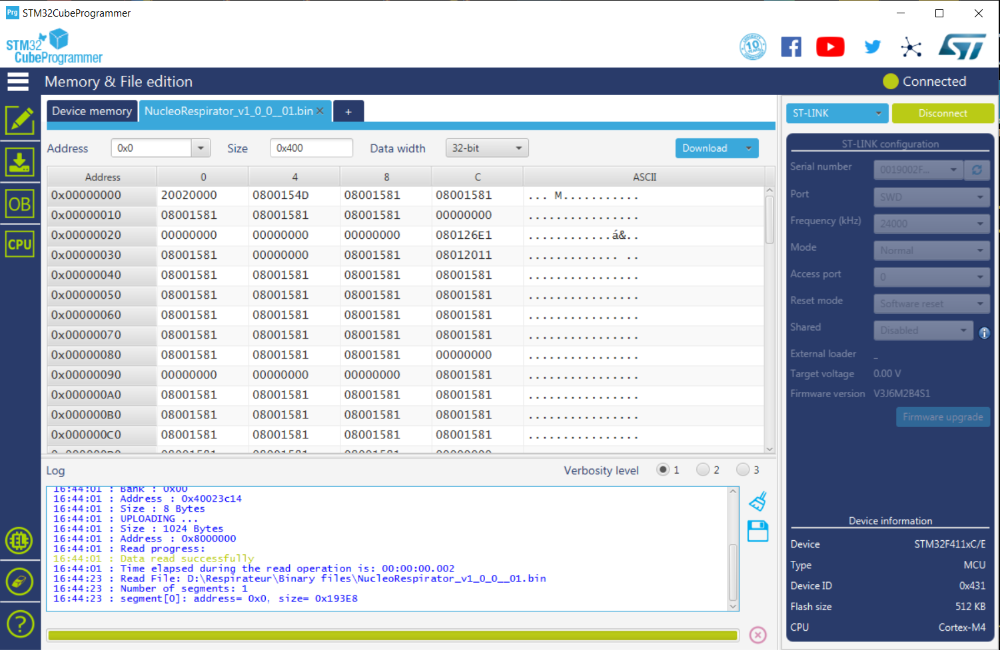 Prg STM32CubeProgrammer
STM32
CubeProgrammer
10 YEARS
ST
Memory & File edition
Connected
Device memory
NucleoRespirator_v1_0_0__01.bin
+
ST-LINK
Disconnect
Address 0x0 Size 0x400 Data width 32-bit Download
Address 0 4 8 C ASCII
0x00000000 20020000 0800154D 08001581 08001581 ... M...........
0x00000010 08001581 08001581 08001581 00000000 ................
0x00000020 00000000 00000000 00000000 080126E1 ............á&..
0x00000030 08001581 00000000 08001581 08012011 ............. ..
0x00000040 08001581 08001581 08001581 08001581 ................
0x00000050 08001581 08001581 08001581 08001581 ................
0x00000060 08001581 08001581 08001581 08001581 ................
0x00000070 08001581 08001581 08001581 08001581 ................
0x00000080 08001581 08001581 08001581 00000000 ................
0x00000090 00000000 00000000 00000000 08001581 ................
0x000000A0 08001581 08001581 08001581 08001581 ................
0x000000B0 08001581 08001581 08001581 08001581 ................
0x000000C0 08001581 08001581 08001581 08001581 ................
OB
CPU
EL
?
Log
Verbosity level 1 2 3
16:44:01 : Bank : 0x00
16:44:01 : Address : 0x40023c14
16:44:01 : Size : 8 Bytes
16:44:01 : UPLOADING ...
16:44:01 : Size : 1024 Bytes
16:44:01 : Address : 0x8000000
16:44:01 : Read progress:
16:44:01 : Data read successfully
16:44:01 : Time elapsed during the read operation is: 00:00:00.002
16:44:23 : Read File: D:\Respirateur\Binary files\NucleoRespirator_v1_0_0__01.bin
16:44:23 : Number of segments: 1
16:44:23 : segment[0]: address= 0x0, size= 0x193E8
ST-LINK configuration
Serial number 0019002F...
Port SWD
Frequency (kHz) 24000
Mode Normal
Access port 0
Reset mode Software reset
Shared Disabled
External loader _
Target voltage 0.00 V
Firmware version V3J6M2B4S1
Firmware upgrade
Device information
Device STM32F411xC/E
Type MCU
Device ID 0x431
Flash size 512 KB
CPU Cortex-M4